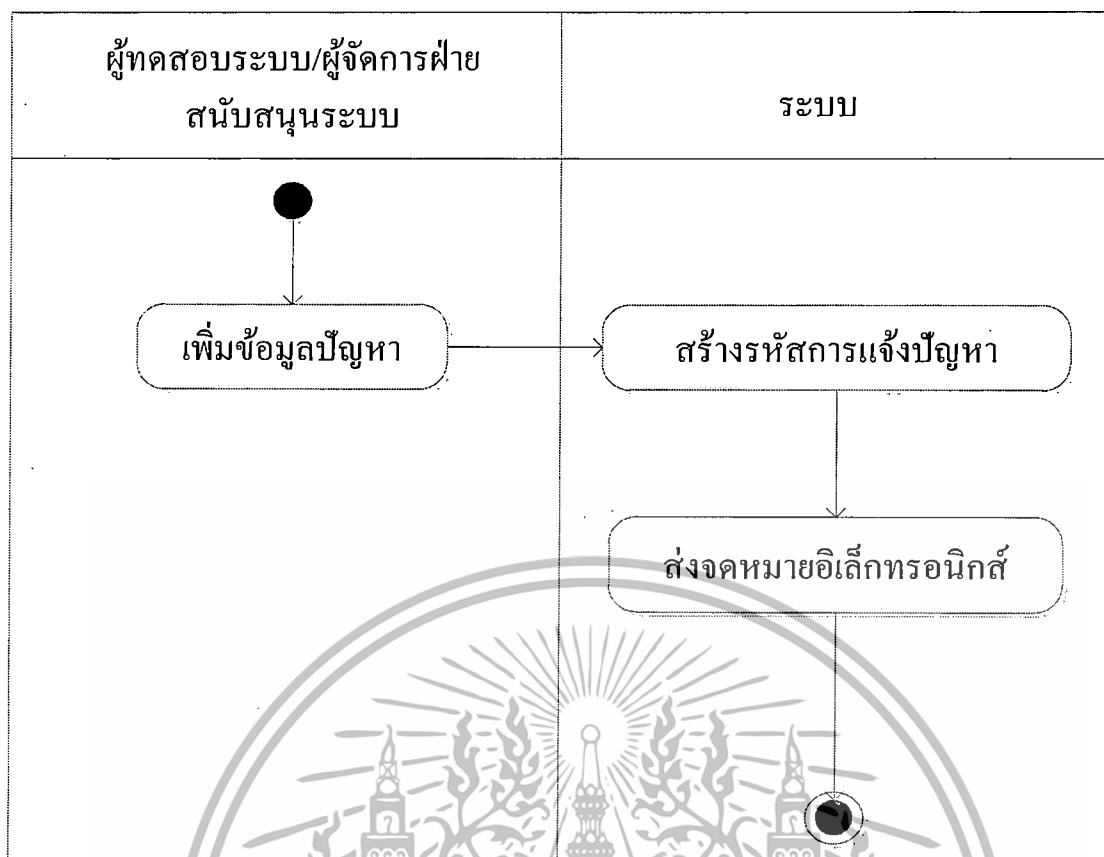 ผู้ทดสอบระบบ/ผู้จัดการฝ่าย
สนับสนุนระบบ
ระบบ
เพิ่มข้อมูลปัญหา
สร้างรหัสการแจ้งปัญหา
ส่งจดหมายอิเล็กทรอนิกส์